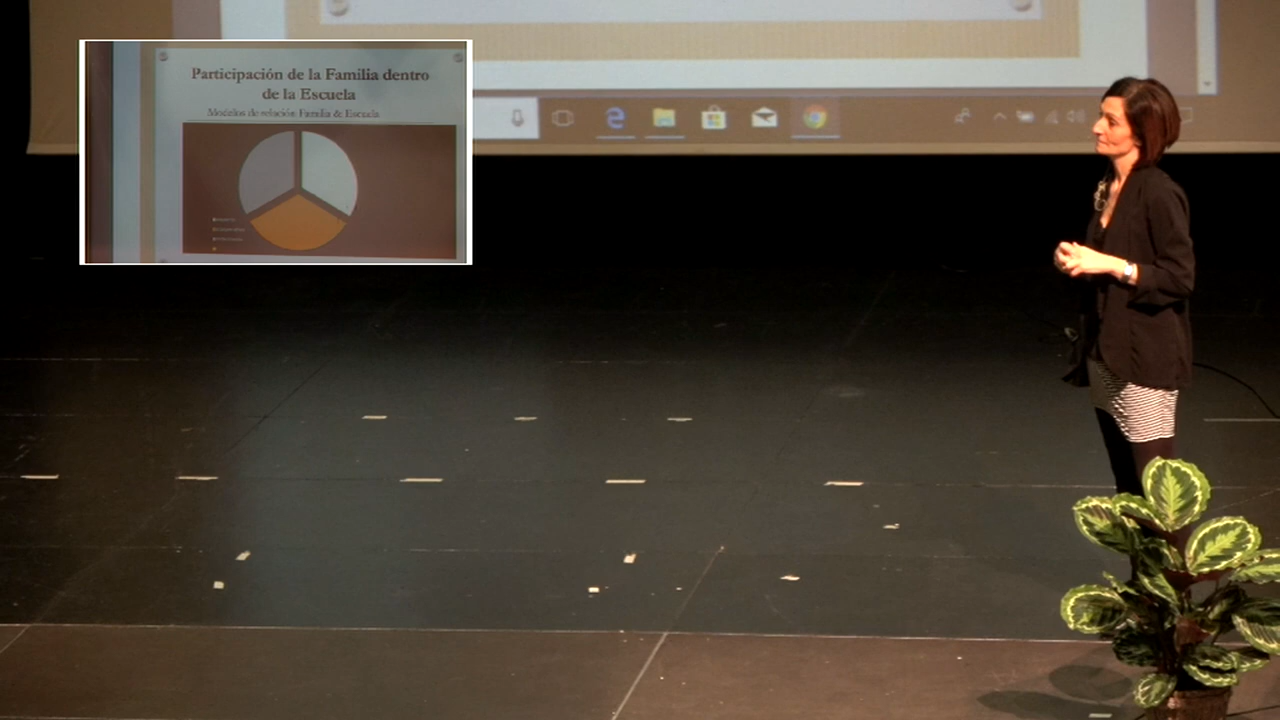 Participación de la Familia dentro
de la Escuela
Modelos de relación Familia & Escuela